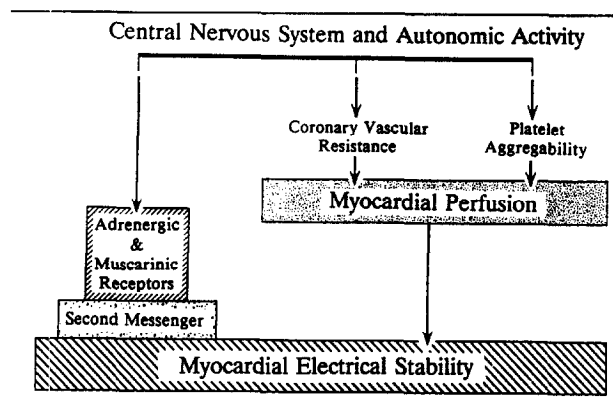 Central Nervous System and Autonomic Activity
Coronary Vascular
Resistance
Platelet
Aggregability
Myocardial Perfusion
Adrenergic
&
Muscarinic
Receptors
Second Messenger
Myocardial Electrical Stability